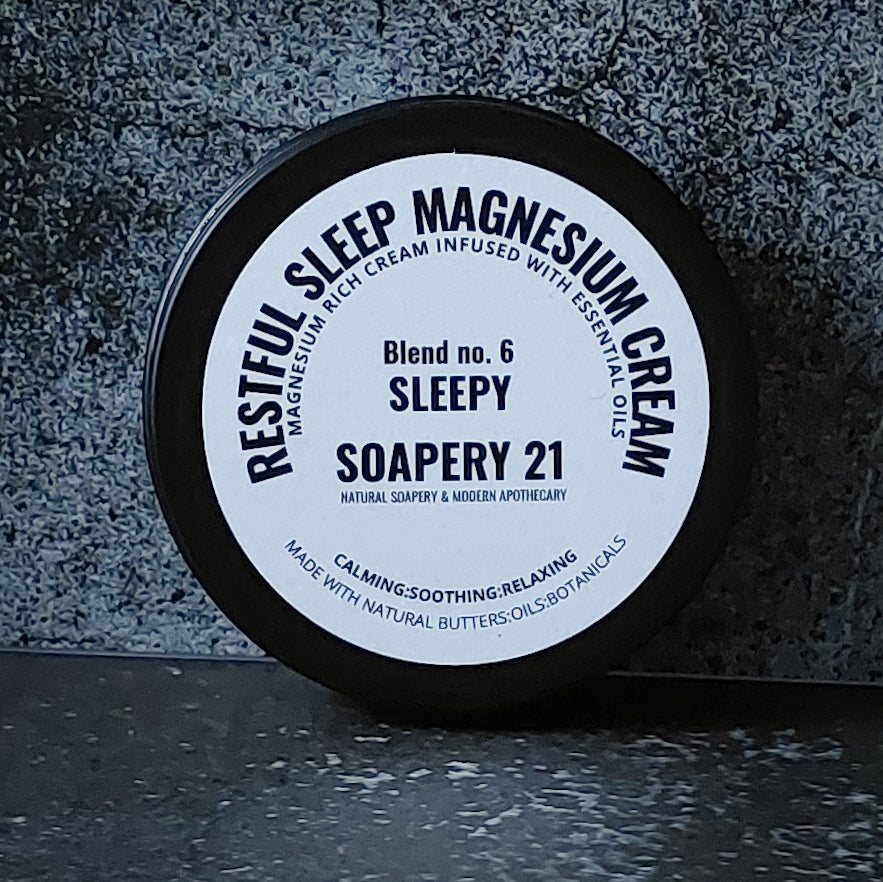 RESTFUL SLEEP MAGNESIUM CREAM
MAGNESIUM RICH CREAM INFUSED WITH ESSENTIAL OILS
Blend no. 6
SLEEPY
SOAPERY 21
NATURAL SOAPERY & MODERN APOTHECARY
CALMING:SOOTHING:RELAXING
MADE WITH NATURAL BUTTERS:OILS:BOTANICALS